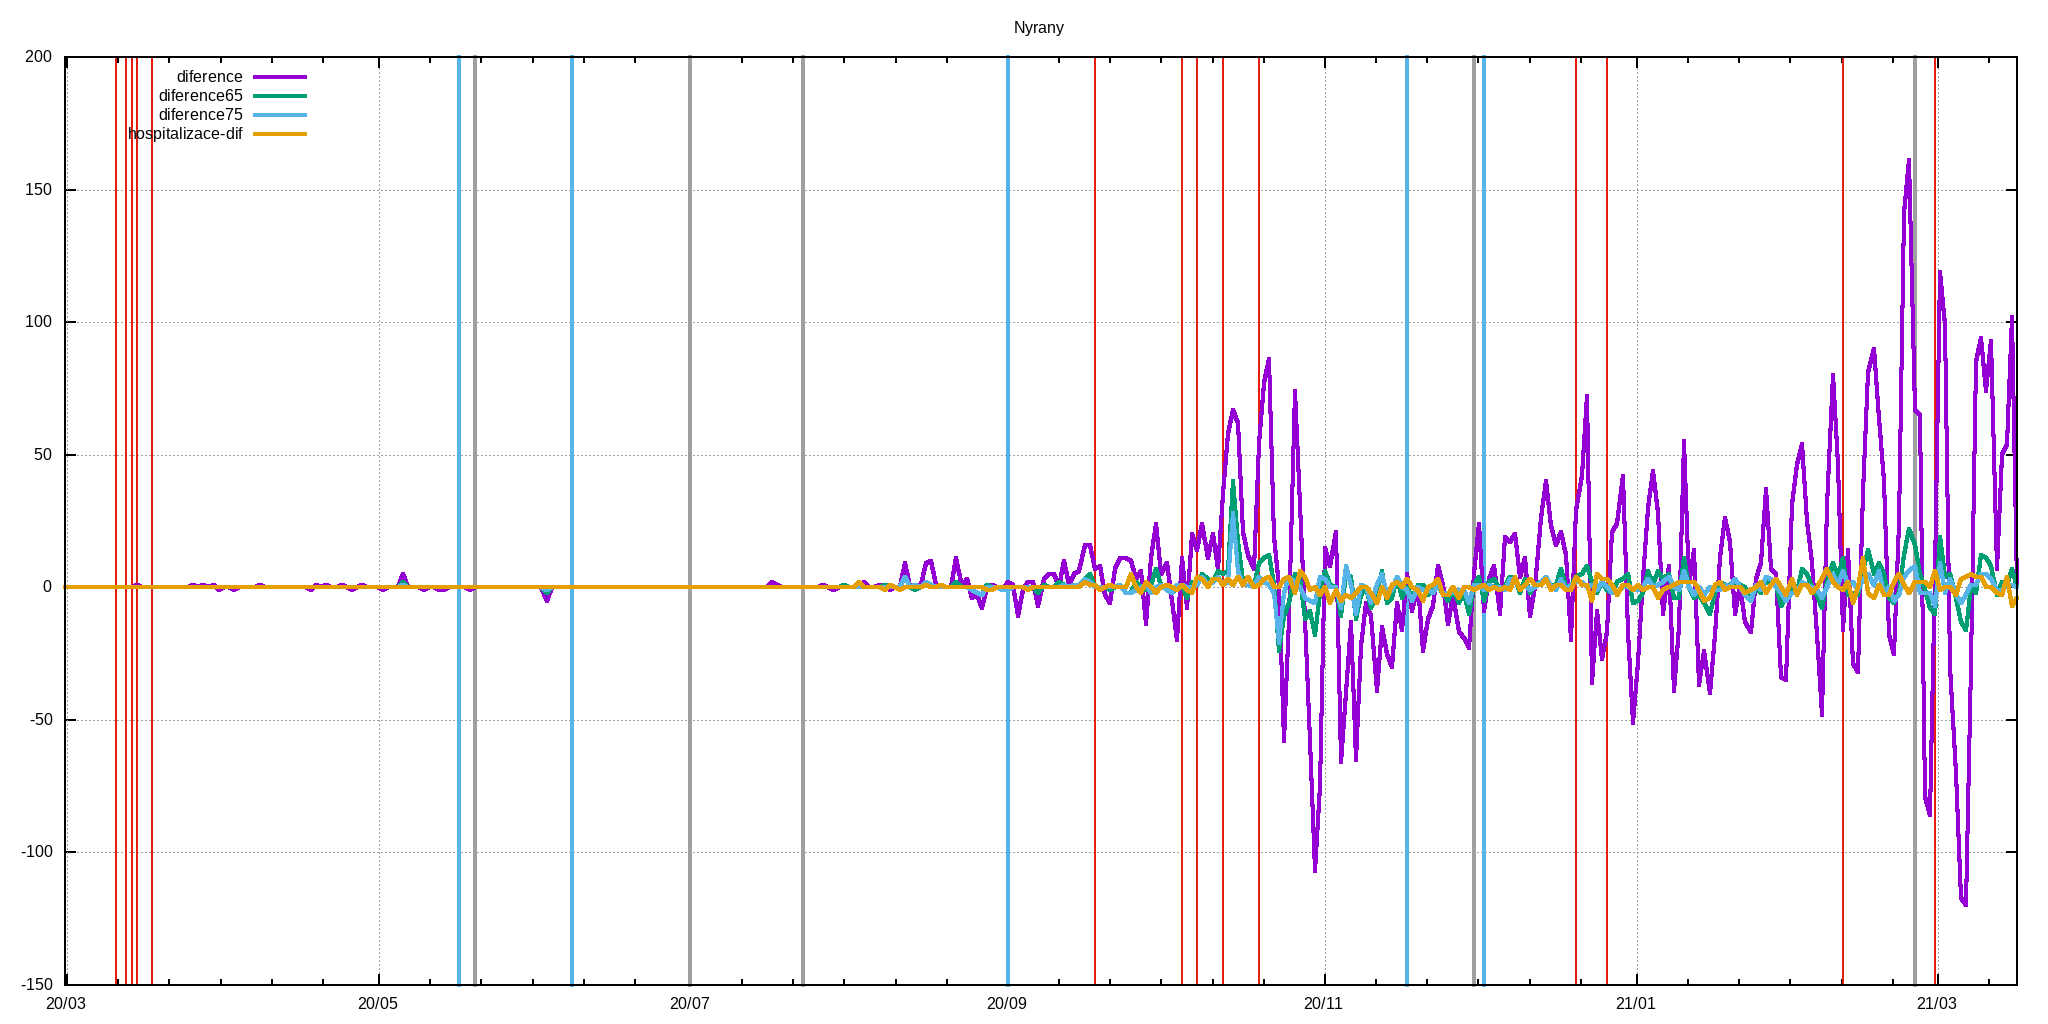 Nyrany
200
diference
diference65
diference75
hospitalizace-dif
150
100
50
0
-50
-100
-150
20/03 20/05 20/07 20/09 20/11 21/01 21/03